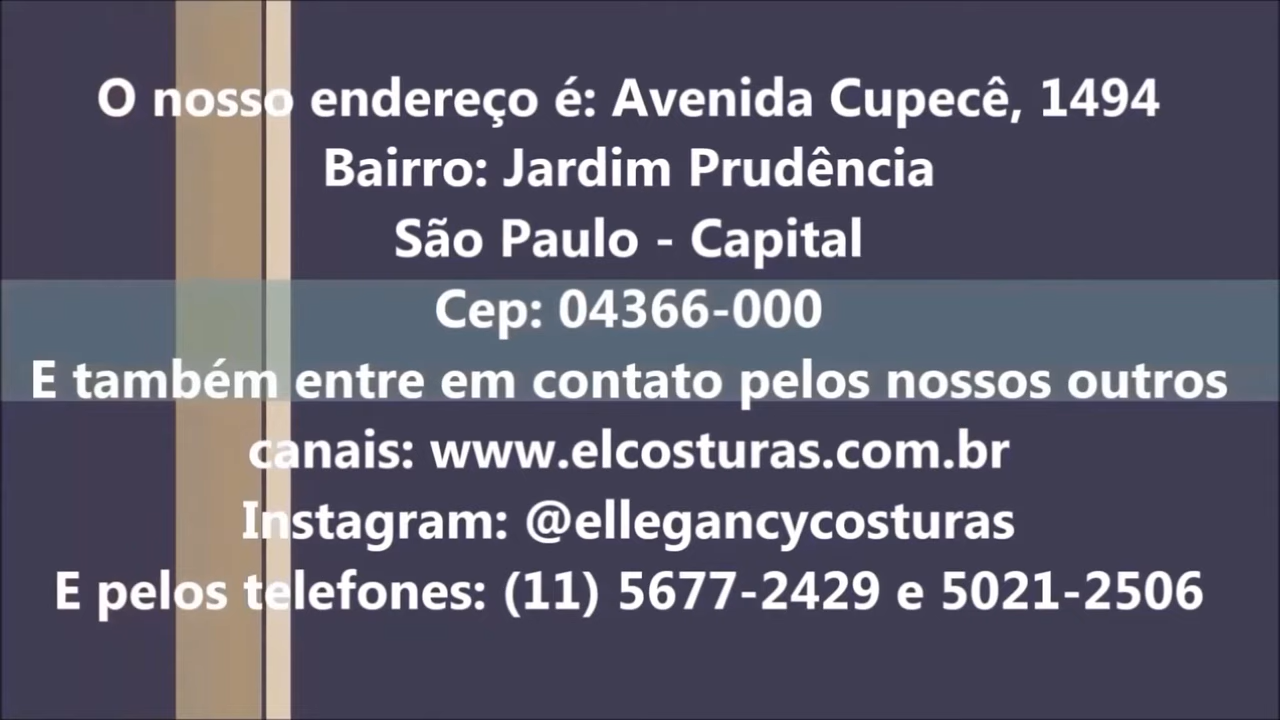 O nosso endereço é: Avenida Cupecê, 1494
Bairro: Jardim Prudência
São Paulo - Capital
Cep: 04366-000
E também entre em contato pelos nossos outros
canais: www.elcosturas.com.br
Instagram: @ellegancycosturas
E pelos telefones: (11) 5677-2429 e 5021-2506